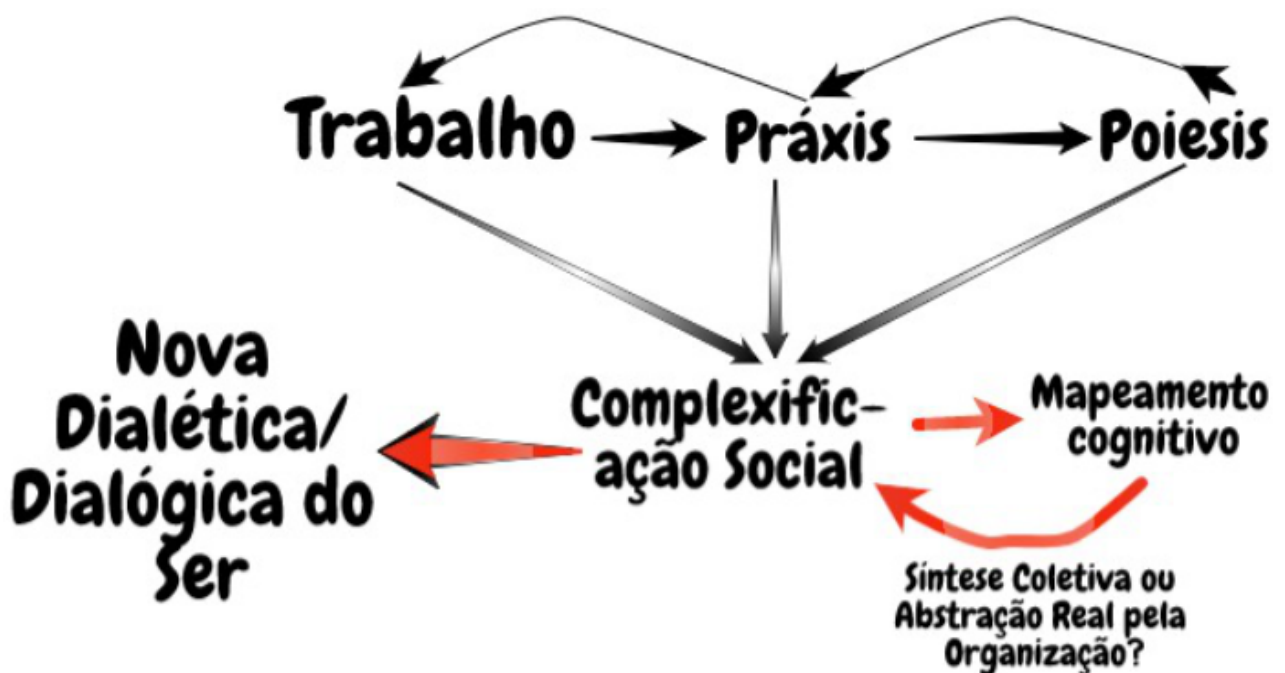 Trabalho
Práxis
Poiesis
Complexific-
ação Social
Mapeamento
cognitivo
Nova
Dialética/
Dialógica do
Ser
Síntese Coletiva ou
Abstração Real pela
Organização?